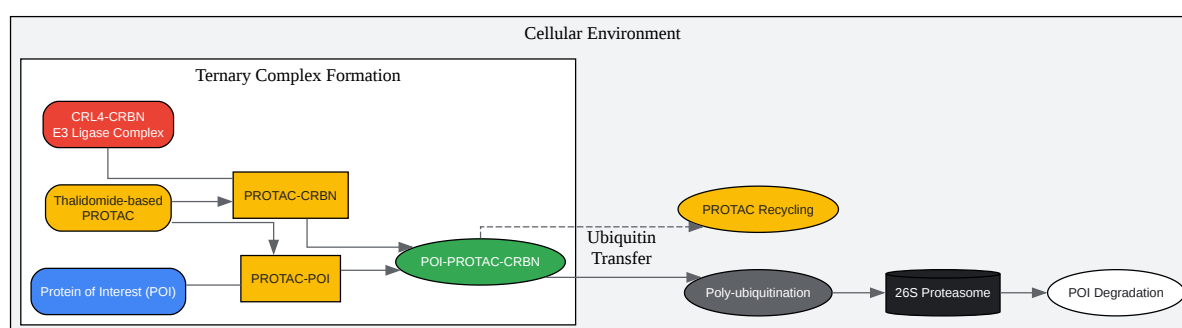 Cellular Environment
Ternary Complex Formation
CRL4-CRBN
E3 Ligase Complex
Thalidomide-based
PROTAC
PROTAC-CRBN
Protein of Interest (POI)
PROTAC-POI
POI-PROTAC-CRBN
PROTAC Recycling
Ubiquitin
Transfer
Poly-ubiquitination
26S Proteasome
POI Degradation